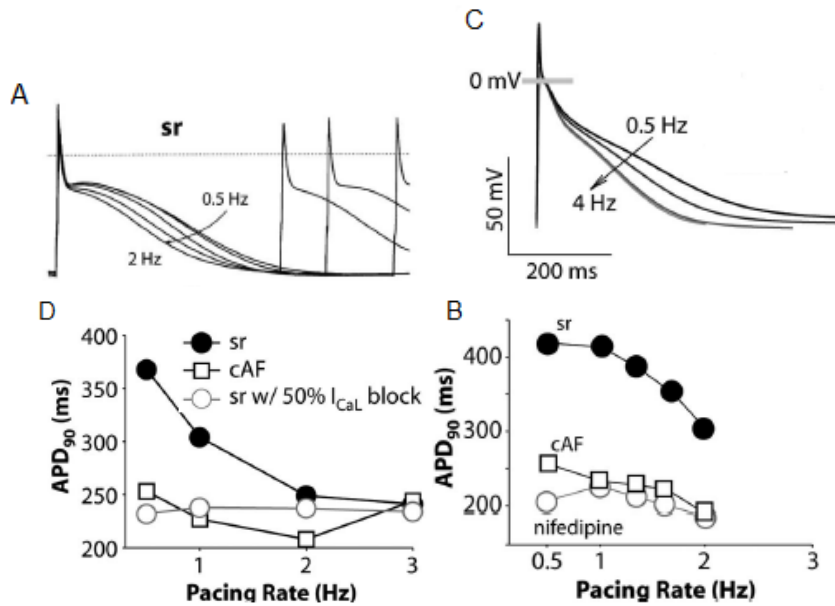 A
sr
0.5 Hz
2 Hz
C
0 mV
0.5 Hz
4 Hz
50 mV
200 ms
D
400
350
300
250
200
APD90 (ms)
sr
cAF
sr w/ 50% ICaL block
1
2
3
Pacing Rate (Hz)
B
sr
400
300
200
APD90 (ms)
cAF
nifedipine
0.5
1
2
3
Pacing Rate (Hz)